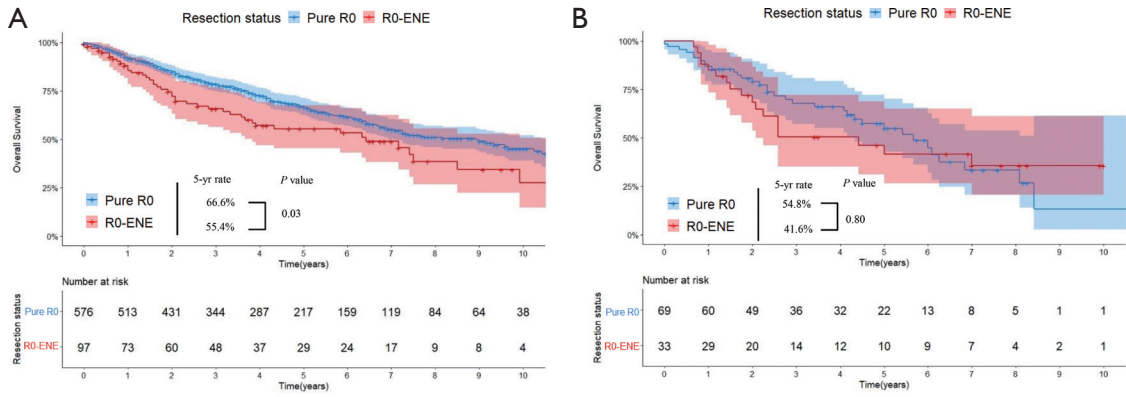 A
Resection status Pure R0 R0-ENE
100%
75%
50%
25%
0%
Overall Survival
5-yr rate P value
Pure R0 66.6%
0.03
R0-ENE 55.4%
0 1 2 3 4 5 6 7 8 9 10
Time(years)
Number at risk
Resection status
Pure R0 576 513 431 344 287 217 159 119 84 64 38
R0-ENE 97 73 60 48 37 29 24 17 9 8 4
0 1 2 3 4 5 6 7 8 9 10
Time(years)
B
Resection status Pure R0 R0-ENE
100%
75%
50%
25%
0%
Overall Survival
5-yr rate P value
Pure R0 54.8%
0.80
R0-ENE 41.6%
0 1 2 3 4 5 6 7 8 9 10
Time(years)
Number at risk
Resection status
Pure R0 69 60 49 36 32 22 13 8 5 1 1
R0-ENE 33 29 20 14 12 10 9 7 4 2 1
0 1 2 3 4 5 6 7 8 9 10
Time(years)